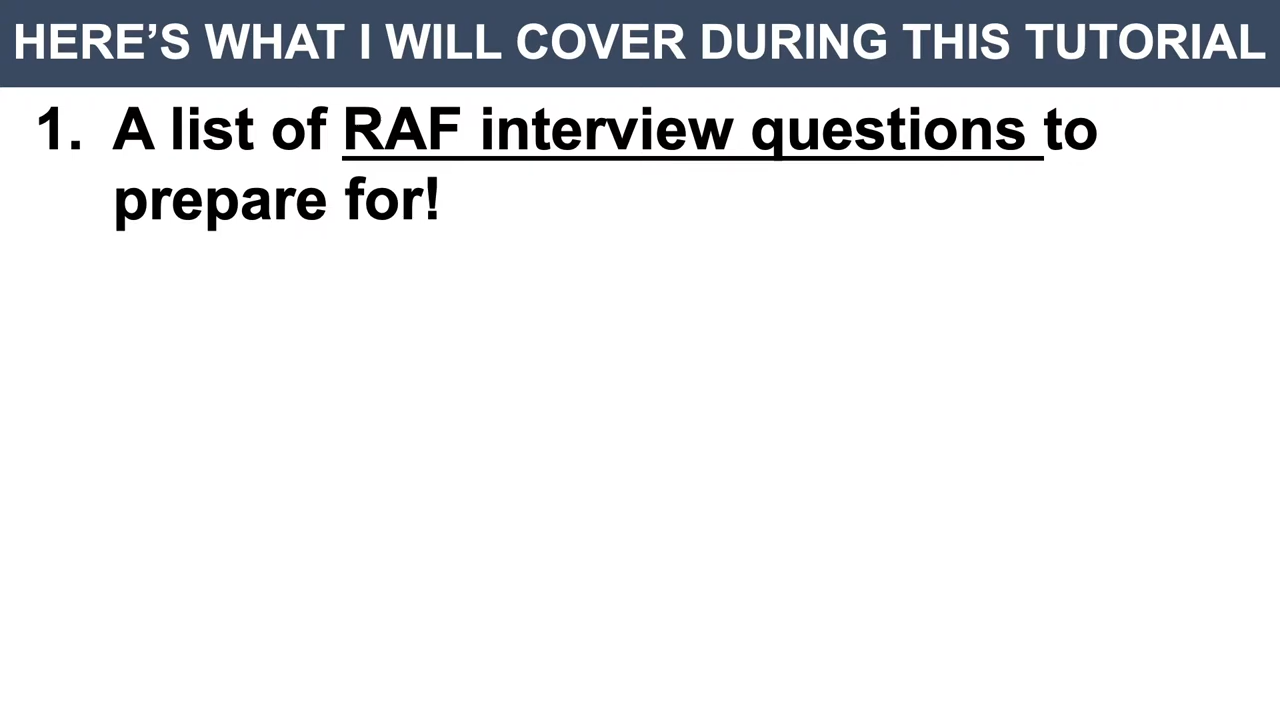 HERE’S WHAT I WILL COVER DURING THIS TUTORIAL
1. A list of RAF interview questions to
prepare for!